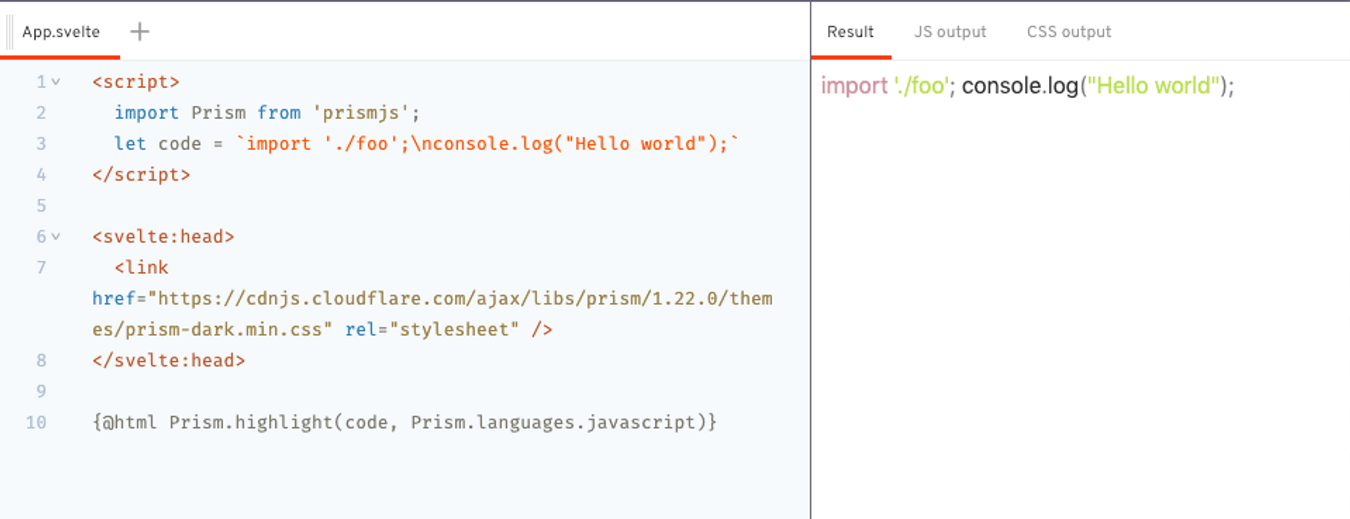 App.svelte +
Result JS output CSS output
1 <script>
2 import Prism from 'prismjs';
3 let code = `import './foo';\nconsole.log("Hello world");`
4 </script>
5
6 <svelte:head>
7 <link
href="https://cdnjs.cloudflare.com/ajax/libs/prism/1.22.0/them
es/prism-dark.min.css" rel="stylesheet" />
8 </svelte:head>
9
10 {@html Prism.highlight(code, Prism.languages.javascript)}
import './foo'; console.log("Hello world");